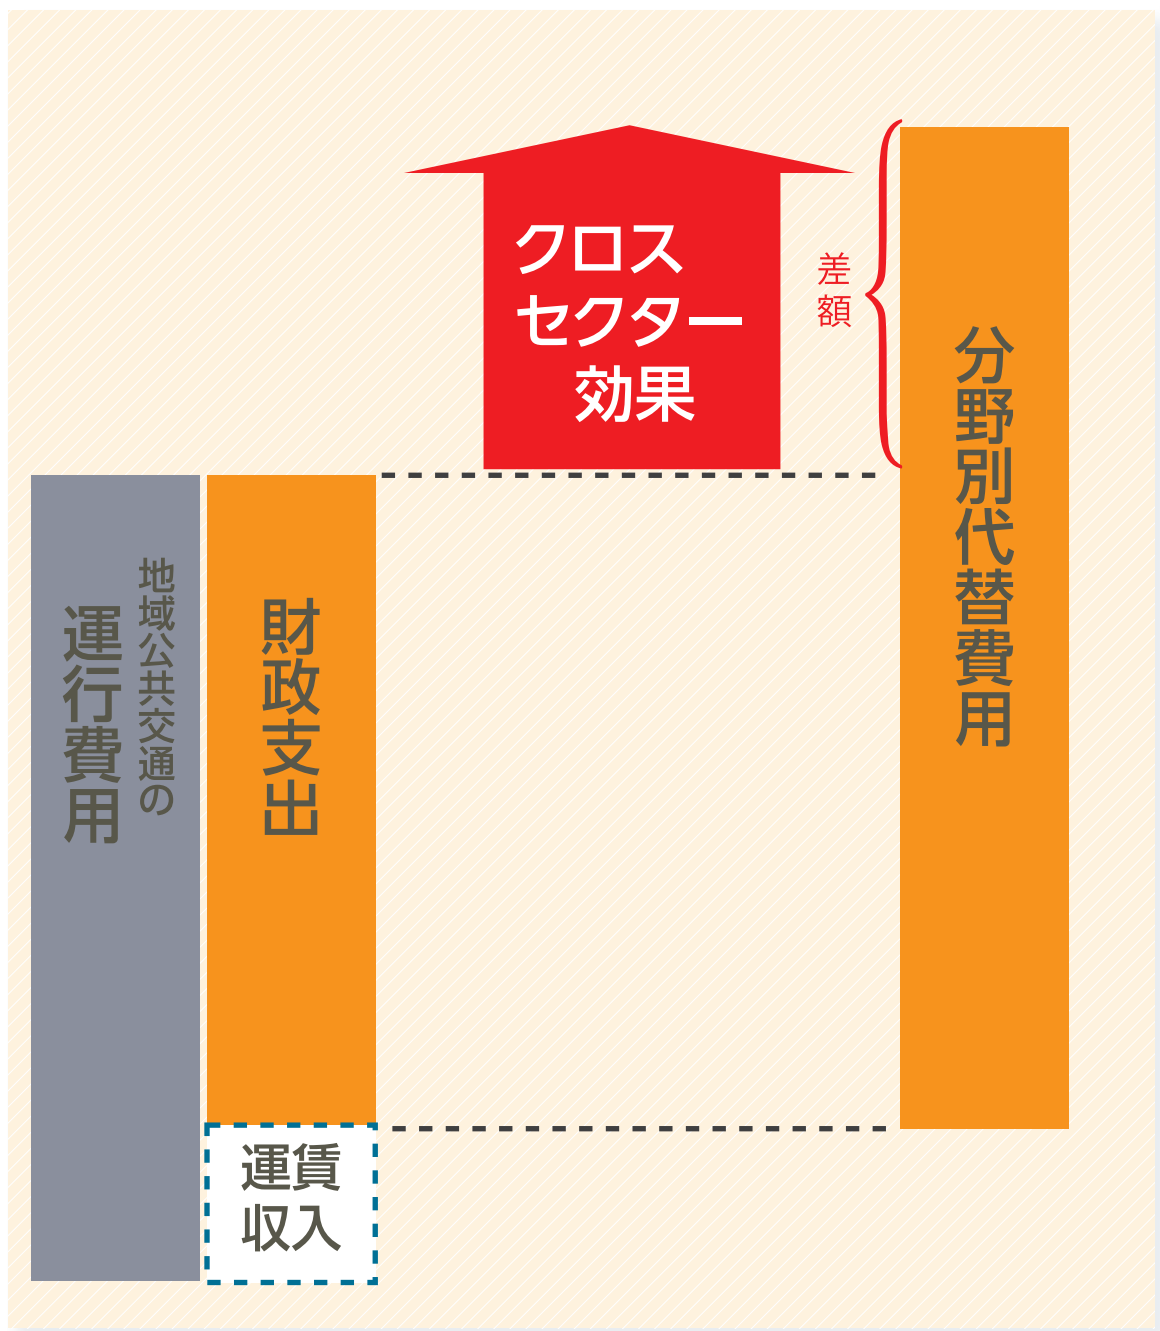 クロス
セクター
効果
差額
分野別代替費用
地域公共交通の
運行費用
財政支出
運賃
収入